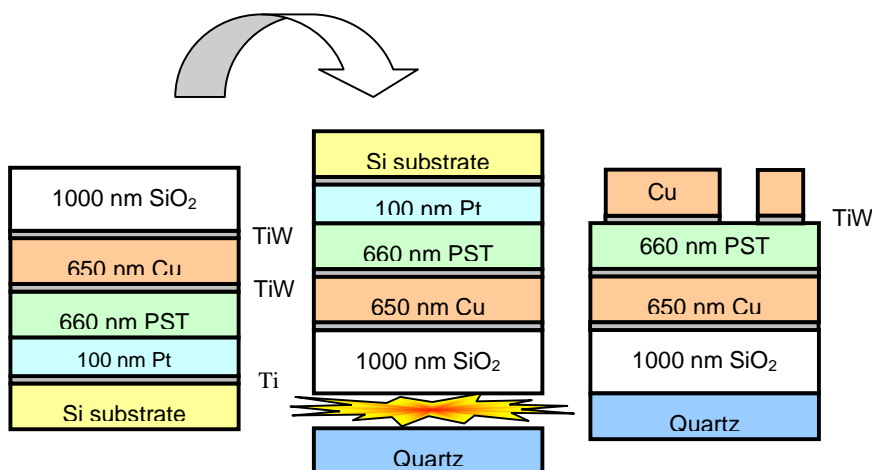 1000 nm SiO₂
TiW
650 nm Cu
TiW
660 nm PST
100 nm Pt
Ti
Si substrate
Si substrate
100 nm Pt
660 nm PST
650 nm Cu
1000 nm SiO₂
Quartz
Cu
TiW
660 nm PST
650 nm Cu
1000 nm SiO₂
Quartz